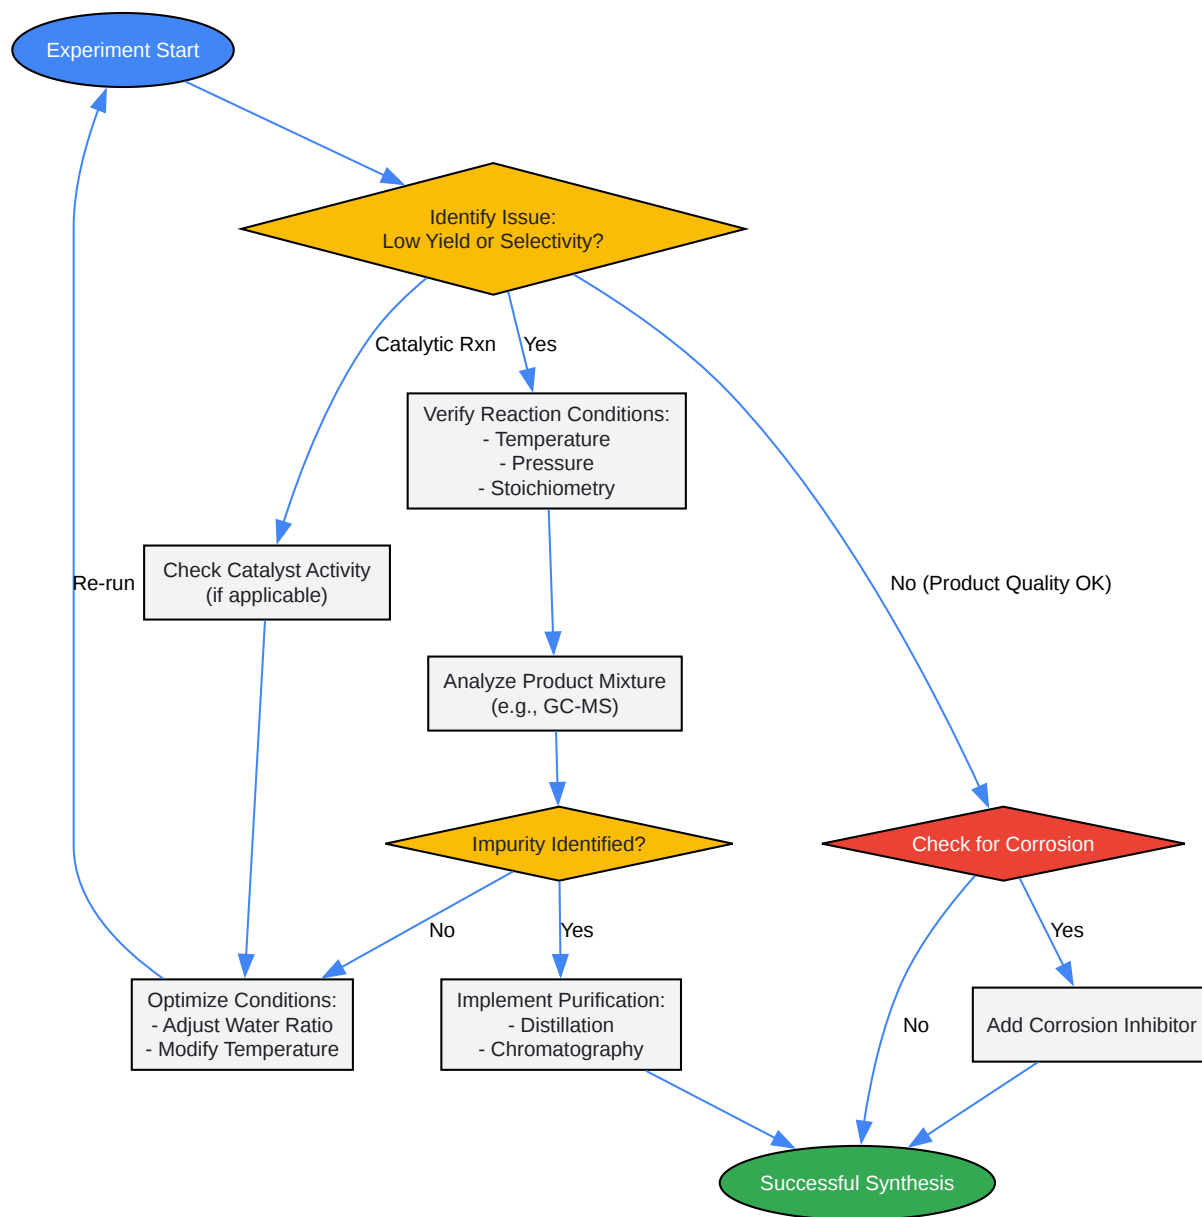 Experiment Start
Identify Issue:
Low Yield or Selectivity?
Catalytic Rxn
Yes
Verify Reaction Conditions:
- Temperature
- Pressure
- Stoichiometry
Check Catalyst Activity
(if applicable)
Re-run
No (Product Quality OK)
Analyze Product Mixture
(e.g., GC-MS)
Impurity Identified?
Check for Corrosion
No
Yes
Yes
Optimize Conditions:
- Adjust Water Ratio
- Modify Temperature
Implement Purification:
- Distillation
- Chromatography
No
Add Corrosion Inhibitor
Successful Synthesis